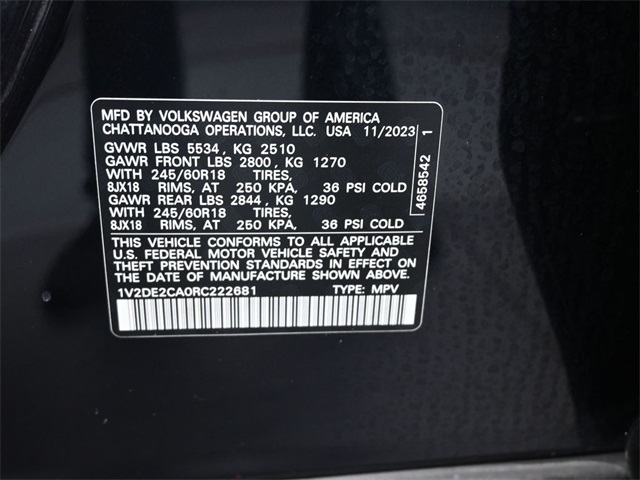 MFD BY VOLKSWAGEN GROUP OF AMERICA
CHATTANOOGA OPERATIONS, LLC. USA 11/2023
GVWR LBS 5534, KG 2510
GAWR FRONT LBS 2800, KG 1270
WITH 245/60R18 TIRES,
8JX18 RIMS, AT 250 KPA, 36 PSI COLD
GAWR REAR LBS 2844, KG 1290
WITH 245/60R18 TIRES,
8JX18 RIMS, AT 250 KPA, 36 PSI COLD
THIS VEHICLE CONFORMS TO ALL APPLICABLE
U.S. FEDERAL MOTOR VEHICLE SAFETY AND
THEFT PREVENTION STANDARDS IN EFFECT ON
THE DATE OF MANUFACTURE SHOWN ABOVE.
1V2DE2CA0RC222681 TYPE: MPV
4658542 1